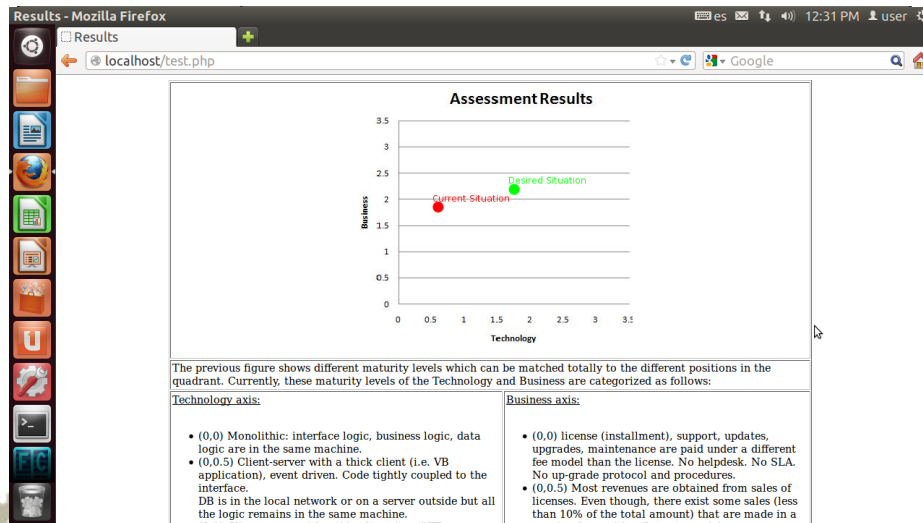 Results - Mozilla Firefox
es 12:31 PM user
Results
localhost/test.php
Google
Assessment Results
3.5
3
2.5
2
1.5
1
0.5
0
Business
Desired Situation
Current Situation
0 0.5 1 1.5 2 2.5 3 3.5
Technology
The previous figure shows different maturity levels which can be matched totally to the different positions in the
quadrant. Currently, these maturity levels of the Technology and Business are categorized as follows:
Technology axis:
• (0,0) Monolithic: interface logic, business logic, data
logic are in the same machine.
• (0,0.5) Client-server with a thick client (i.e. VB
application), event driven. Code tightly coupled to the
interface.
DB is in the local network or on a server outside but all
the logic remains in the same machine.
Business axis:
• (0,0) license (installment), support, updates,
upgrades, maintenance are paid under a different
fee model than the license. No helpdesk. No SLA.
No up-grade protocol and procedures.
• (0,0.5) Most revenues are obtained from sales of
licenses. Even though, there exist some sales (less
than 10% of the total amount) that are made in a